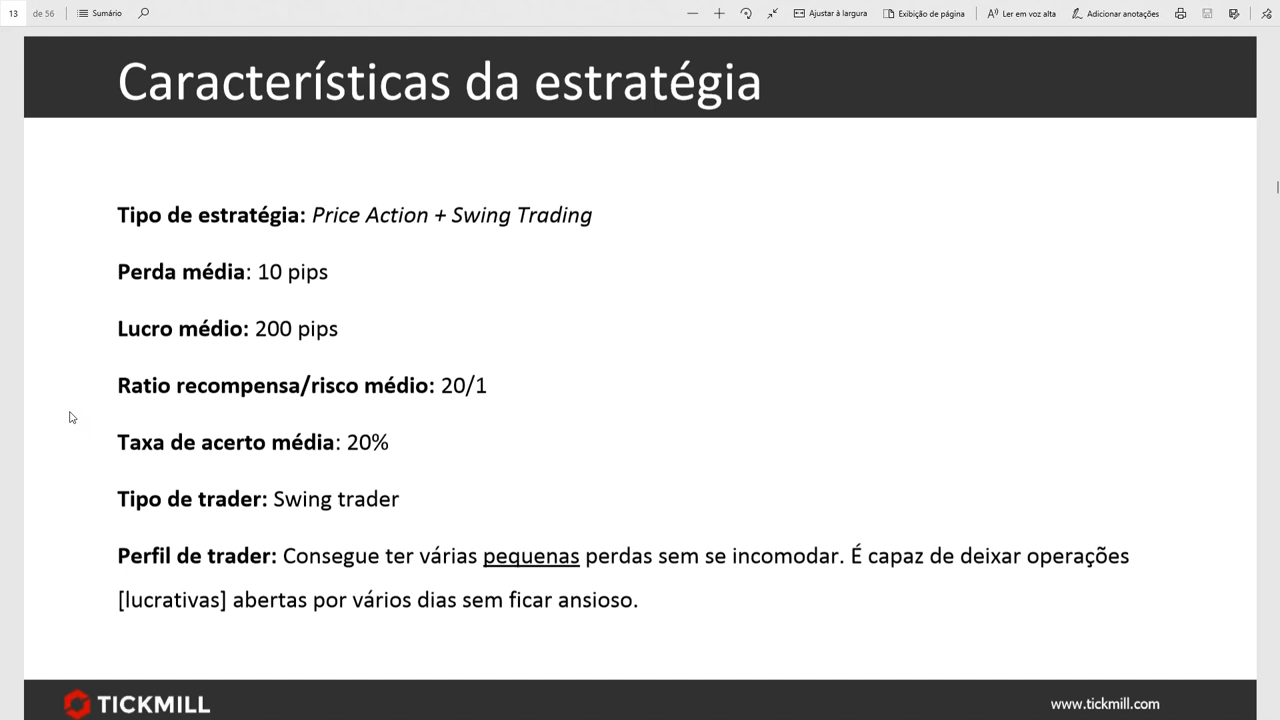 13 de 56 Sumário Ajustar à largura Exibição de página Ler em voz alta Adicionar anotações
Características da estratégia
Tipo de estratégia: Price Action + Swing Trading
Perda média: 10 pips
Lucro médio: 200 pips
Ratio recompensa/risco médio: 20/1
Taxa de acerto média: 20%
Tipo de trader: Swing trader
Perfil de trader: Consegue ter várias pequenas perdas sem se incomodar. É capaz de deixar operações
[lucrativas] abertas por vários dias sem ficar ansioso.
TICKMILL www.tickmill.com